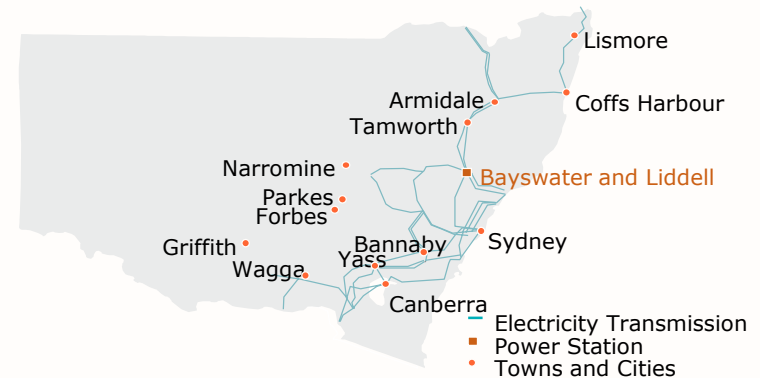 Lismore
Armidale
Coffs Harbour
Tamworth
Narromine
Bayswater and Liddell
Parkes
Forbes
Griffith
Bannaby
Sydney
Yass
Wagga
Canberra
Electricity Transmission
Power Station
Towns and Cities